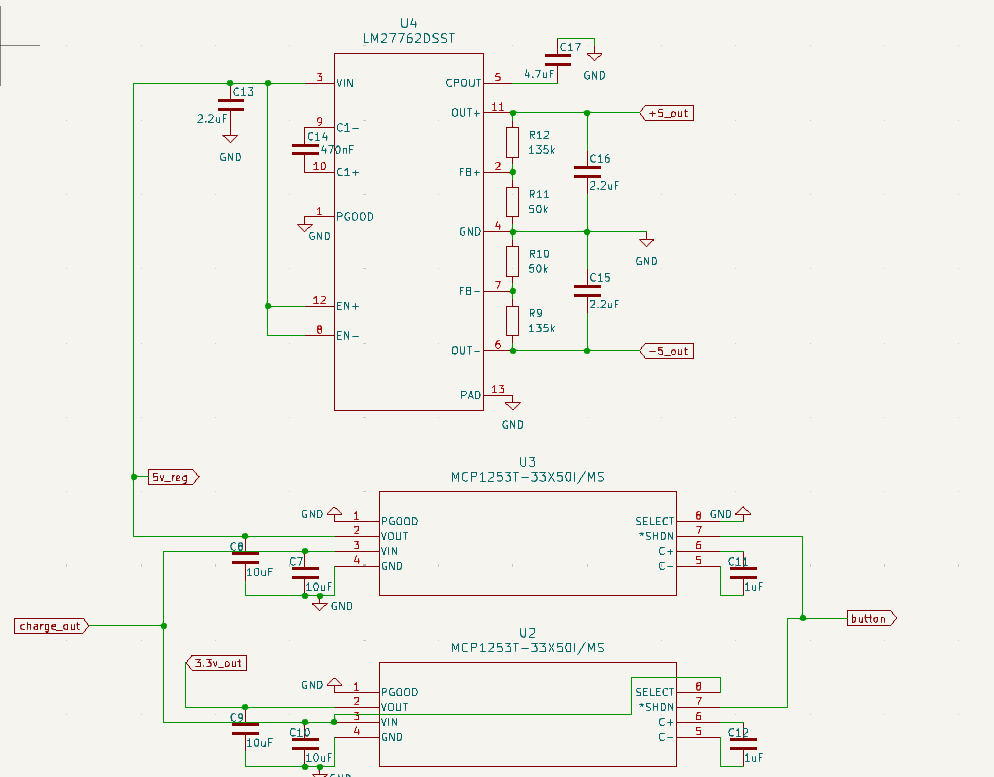 U4
LM27762DSST
C17
4.7uF
GND
3
VIN
CPOUT
5
C13
2.2uF
GND
OUT+
11
+5_out
9
C1-
C14
470nF
10
C1+
R12
135k
FB+
2
C16
2.2uF
R11
50k
1
PGOOD
GND
GND
4
GND
R10
50k
FB-
7
C15
2.2uF
12
EN+
8
EN-
R9
135k
OUT-
6
-5_out
PAD
13
GND
5v_reg
U3
MCP1253T-33X50I/MS
GND
1
PGOOD
SELECT
8
GND
2
VOUT
*SHDN
7
C8
10uF
3
VIN
C+
6
C7
10uF
4
GND
C-
5
C11
1uF
GND
charge_out
button
U2
MCP1253T-33X50I/MS
3.3v_out
GND
1
PGOOD
SELECT
8
2
VOUT
*SHDN
7
C9
10uF
3
VIN
C+
6
C10
10uF
4
GND
C-
5
C12
1uF
GND